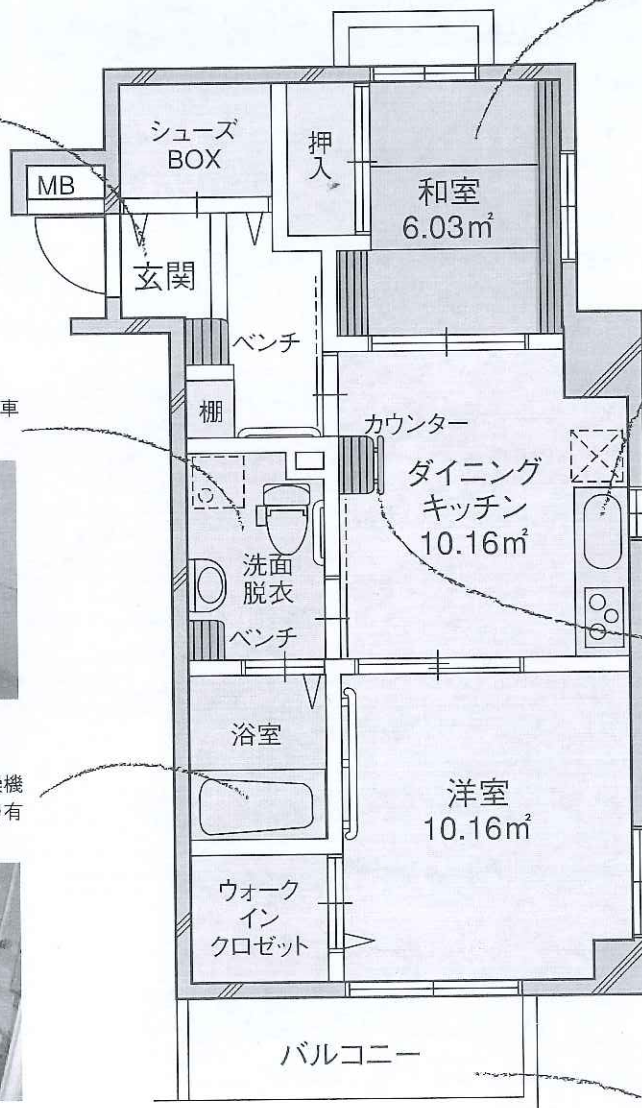 シューズ
BOX
押
入
MB
和室
6.03㎡
玄関
ベンチ
棚
車
カウンター
ダイニング
キッチン
10.16㎡
洗面
脱衣
ベンチ
浴室
洋室
10.16㎡
機
有
ウォーク
イン
クロゼット
バルコニー